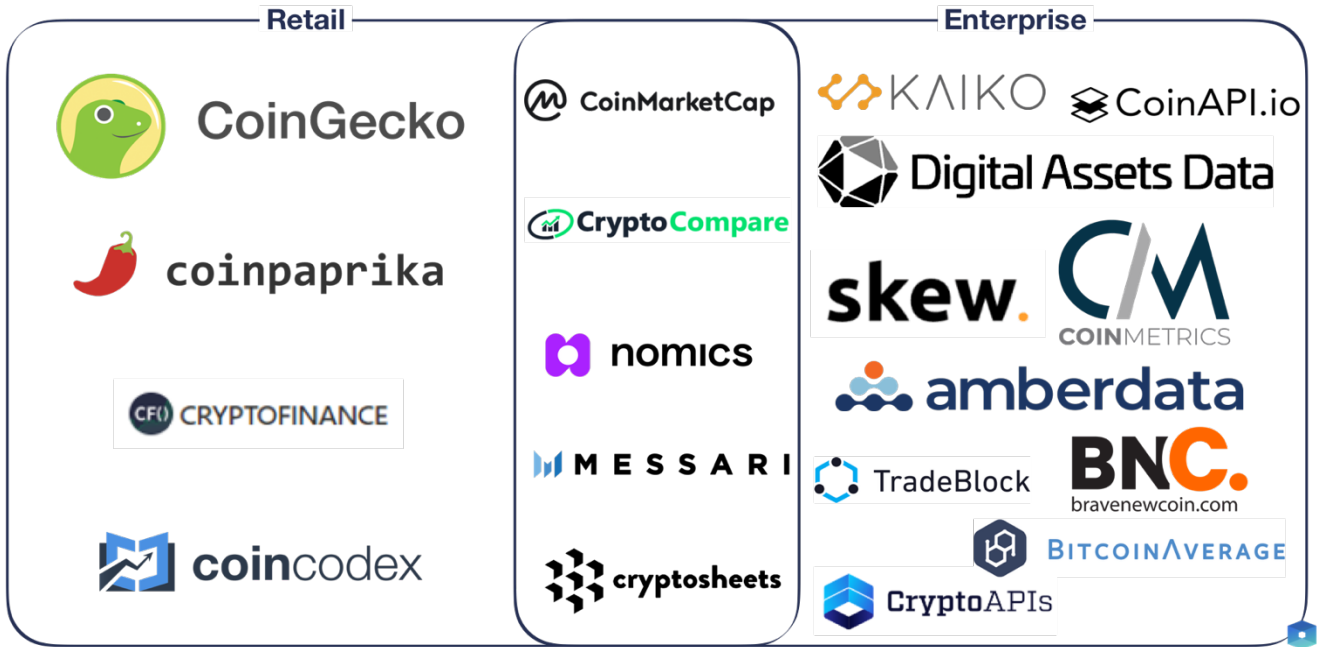 Retail
Enterprise
CoinGecko
coinpaprika
CF() CRYPTOFINANCE
coincodex
CoinMarketCap
CryptoCompare
nomics
MESSARI
cryptosheets
KAIKO
CoinAPI.io
Digital Assets Data
skew.
CM
COINMETRICS
amberdata
TradeBlock
BNC.
bravenewcoin.com
BITCOINAVERAGE
CryptoAPIs